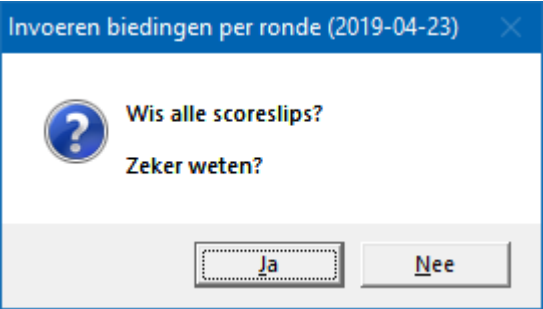 Invoeren biedingen per ronde (2019-04-23)
Wis alle scoreslips?
Zeker weten?
Ja
Nee